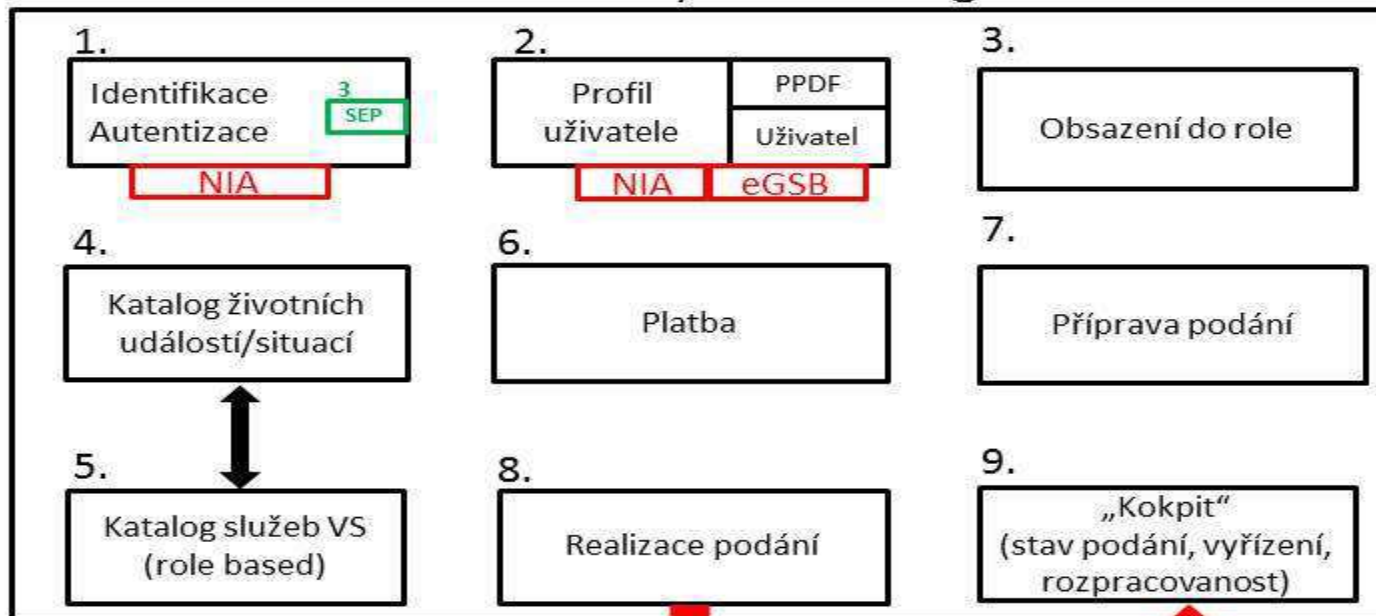 1.
Identifikace
Autentizace
3
SEP
NIA
2.
Profil
uživatele
PPDF
Uživatel
NIA
eGSB
3.
Obsazení do role
4.
Katalog životních
událostí/situací
6.
Platba
7.
Příprava podání
5.
Katalog služeb VS
(role based)
8.
Realizace podání
9.
„Kokpit“
(stav podání, vyřízení,
rozpracovanost)